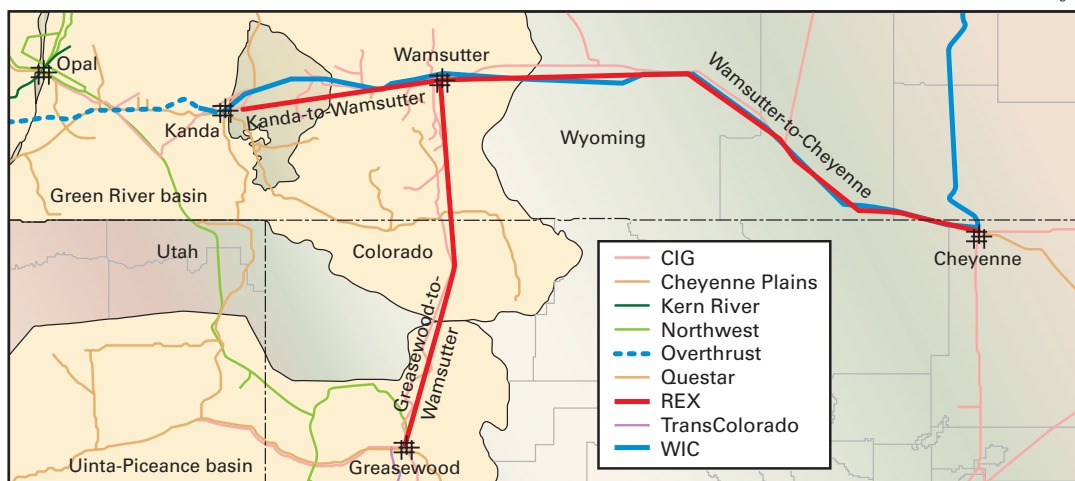 Opal
Wamsutter
Kanda
Kanda-to-Wamsutter
Wamsutter-to-Cheyenne
Wyoming
Green River basin
Utah
Colorado
Cheyenne
Greasewood-to-
Wamsutter
Uinta-Piceance basin
Greasewood
CIG
Cheyenne Plains
Kern River
Northwest
Overthrust
Questar
REX
TransColorado
WIC